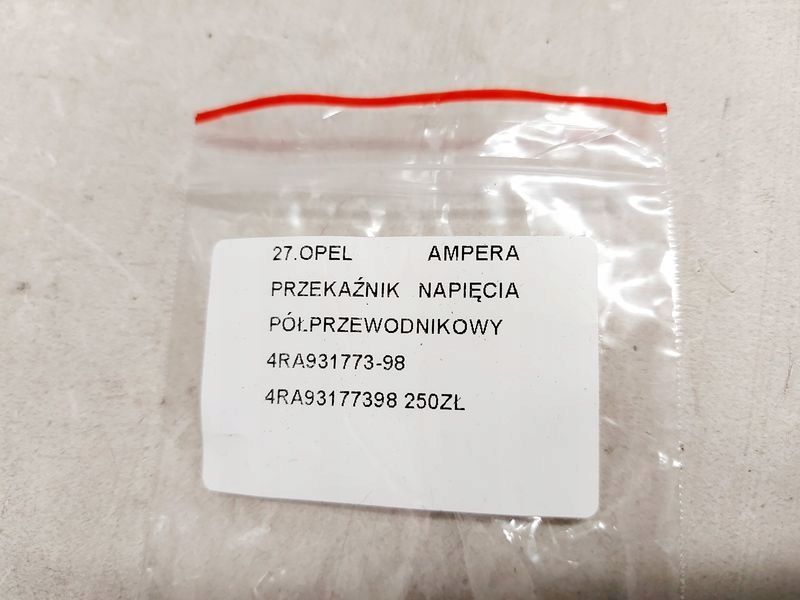 27.OPEL AMPERA
PRZEKAŹNIK NAPIĘCIA
PÓŁPRZEWODNIKOWY
4RA931773-98
4RA93177398 250ZŁ